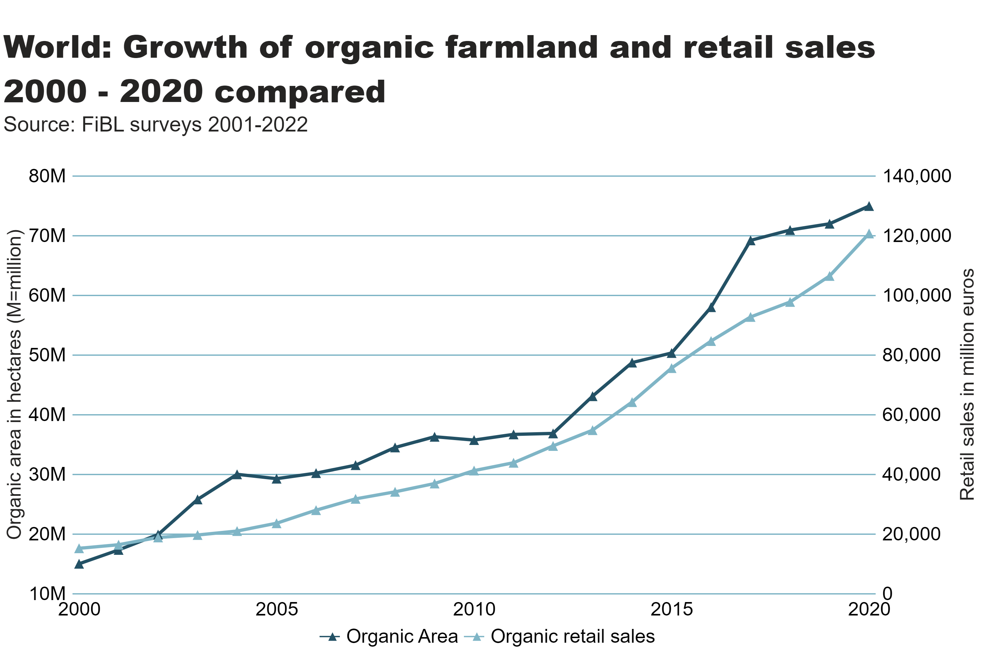 World: Growth of organic farmland and retail sales
2000 - 2020 compared
Source: FiBL surveys 2001-2022
Organic area in hectares (M=million)
80M
70M
60M
50M
40M
30M
20M
10M
140,000
120,000
100,000
80,000
60,000
40,000
20,000
0
Retail sales in million euros
2000 2005 2010 2015 2020
Organic Area Organic retail sales